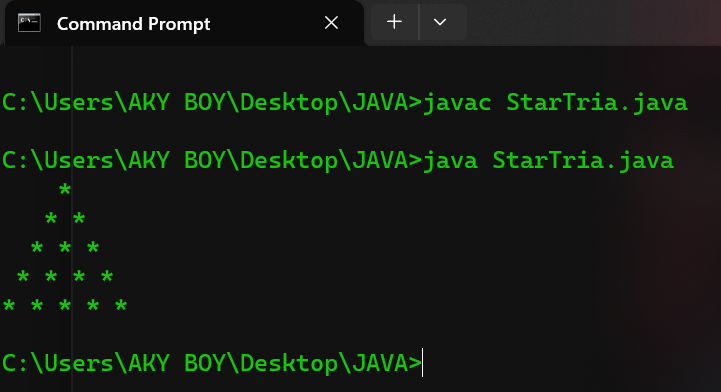 Command Prompt
C:\Users\AKY BOY\Desktop\JAVA>javac StarTria.java
C:\Users\AKY BOY\Desktop\JAVA>java StarTria.java
    *
   * *
  * * *
 * * * *
* * * * *
C:\Users\AKY BOY\Desktop\JAVA>